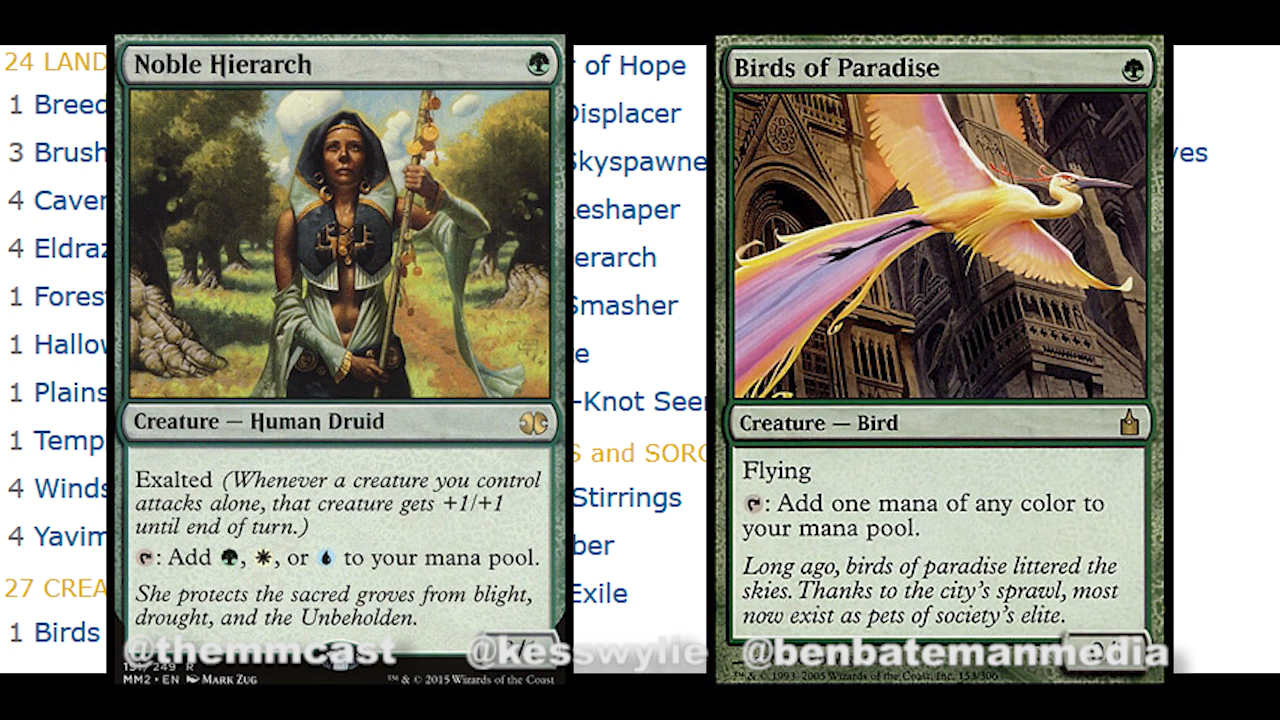 24 LAND
1 Breed
3 Brush
4 Caver
4 Eldraz
1 Fores
1 Hallov
1 Plains
1 Temp
4 Winds
4 Yavim
27 CREA
1 Birds
Noble Hierarch
Creature — Human Druid
Exalted (Whenever a creature you control
attacks alone, that creature gets +1/+1
until end of turn.)
: Add , , or to your mana pool.
She protects the sacred groves from blight,
drought, and the Unbeholden.
/249 R
MM2 • EN Mark Zug
™ & © 2015 Wizards of the Coast
r of Hope
Displacer
Skyspawne
Reshaper
erarch
Smasher
e
-Knot Seer
S and SORC
Stirrings
ber
Exile
Birds of Paradise
Creature — Bird
Flying
: Add one mana of any color to
your mana pool.
Long ago, birds of paradise littered the
skies. Thanks to the city's sprawl, most
now exist as pets of society's elite.
™ & © 1993–2005 Wizards of the Coast, Inc. 153/306
ves
@themmcast @kesswylie @benbatemanmedia